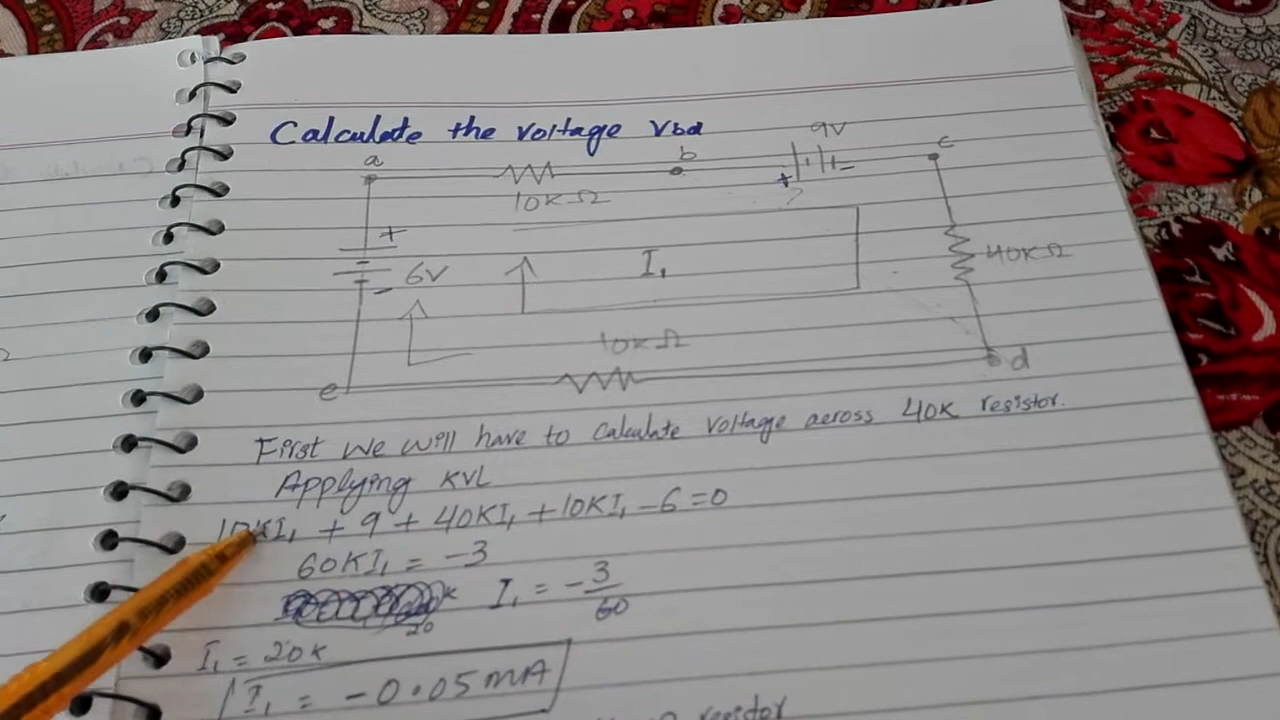 Calculate the voltage Vbd
a
b
9V
c
+
-
10KΩ
+
6V
-
I₁
40KΩ
10KΩ
e
d
First we will have to calculate voltage across 40K resistor.
Applying KVL
10KI₁ + 9 + 40KI₁ + 10KI₁ - 6 = 0
60KI₁ = -3
I₁ = -3/60
20
I₁ = 20K
I₁ = -0.05mA
resistor